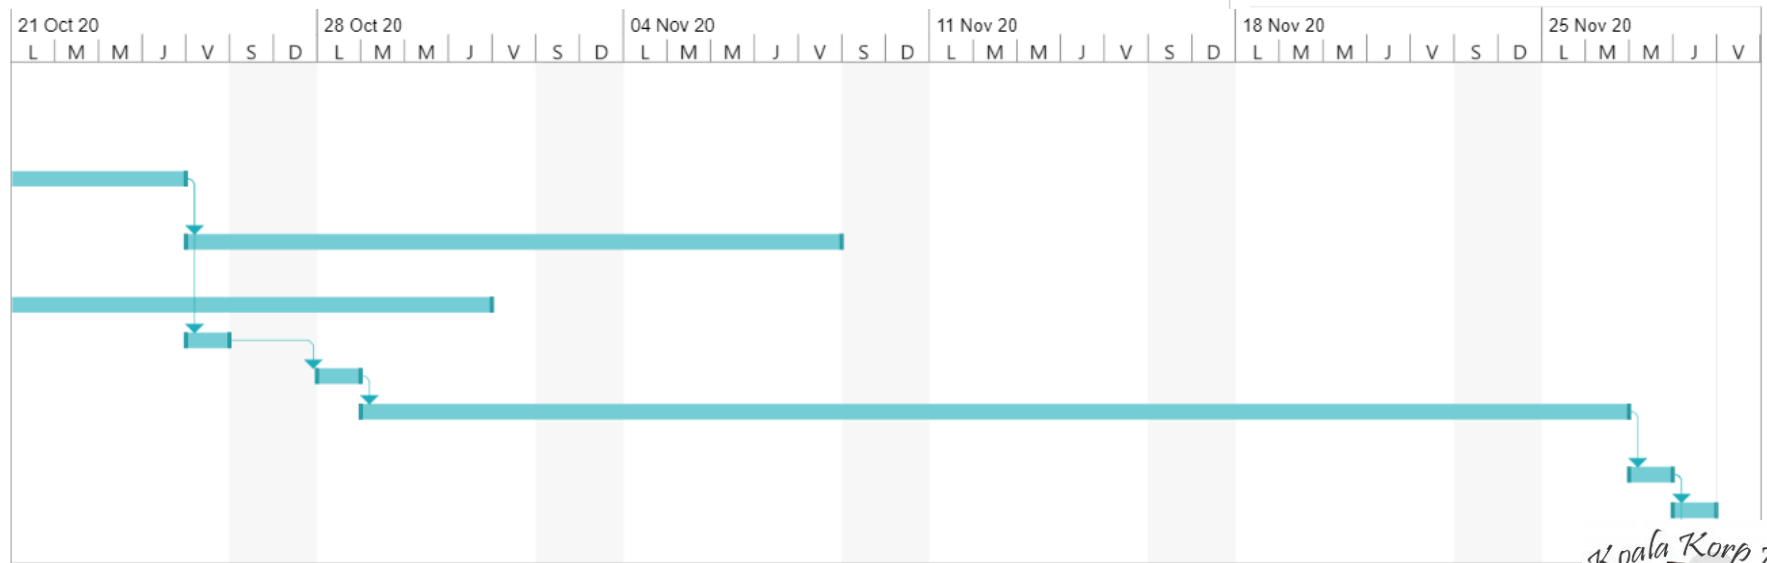 21 Oct 20 28 Oct 20 04 Nov 20 11 Nov 20 18 Nov 20 25 Nov 20
L M M J V S D L M M J V S D L M M J V S D L M M J V S D L M M J V S D L M M J V
Koala Korp